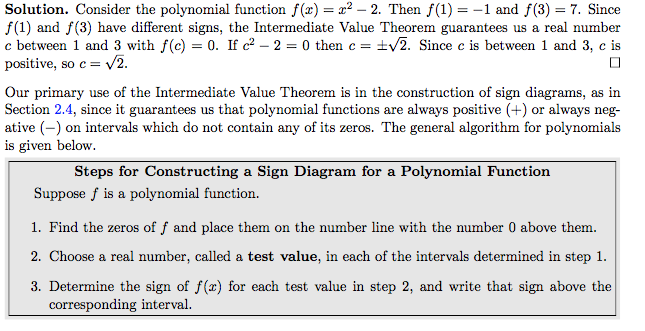 Solution. Consider the polynomial function f(x) = x² − 2. Then f(1) = −1 and f(3) = 7. Since
f(1) and f(3) have different signs, the Intermediate Value Theorem guarantees us a real number
c between 1 and 3 with f(c) = 0. If c² − 2 = 0 then c = ±√2. Since c is between 1 and 3, c is
positive, so c = √2. □
Our primary use of the Intermediate Value Theorem is in the construction of sign diagrams, as in
Section 2.4, since it guarantees us that polynomial functions are always positive (+) or always neg-
ative (−) on intervals which do not contain any of its zeros. The general algorithm for polynomials
is given below.
Steps for Constructing a Sign Diagram for a Polynomial Function
Suppose f is a polynomial function.
1. Find the zeros of f and place them on the number line with the number 0 above them.
2. Choose a real number, called a test value, in each of the intervals determined in step 1.
3. Determine the sign of f(x) for each test value in step 2, and write that sign above the
corresponding interval.